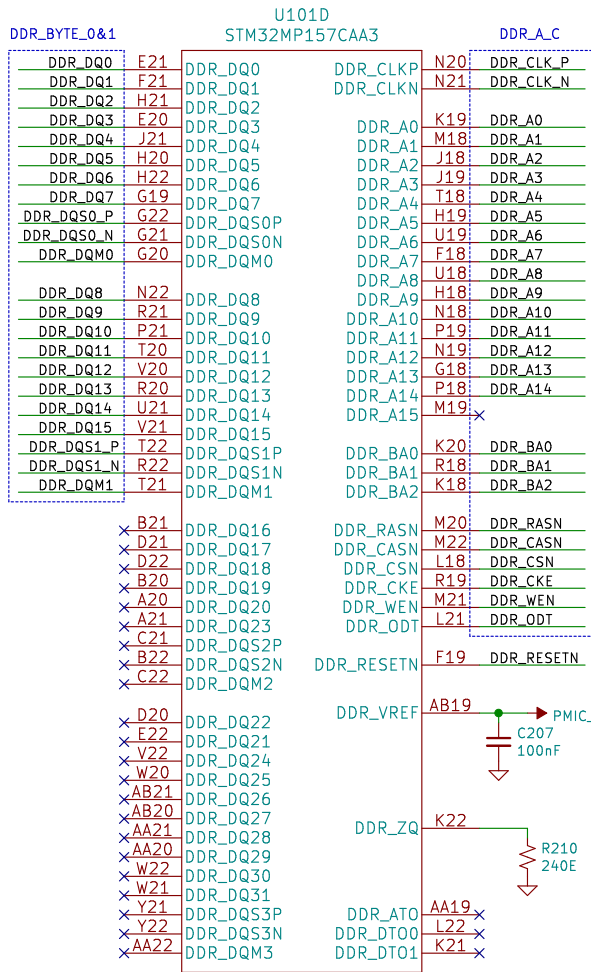 U101D
STM32MP157CAA3
DDR_BYTE_0&1
DDR_A_C
DDR_DQ0 E21 DDR_DQ0
DDR_DQ1 F21 DDR_DQ1
DDR_DQ2 H21 DDR_DQ2
DDR_DQ3 E20 DDR_DQ3
DDR_DQ4 J21 DDR_DQ4
DDR_DQ5 H20 DDR_DQ5
DDR_DQ6 H22 DDR_DQ6
DDR_DQ7 G19 DDR_DQ7
DDR_DQS0_P G22 DDR_DQS0P
DDR_DQS0_N G21 DDR_DQS0N
DDR_DQM0 G20 DDR_DQM0
DDR_DQ8 N22 DDR_DQ8
DDR_DQ9 R21 DDR_DQ9
DDR_DQ10 P21 DDR_DQ10
DDR_DQ11 T20 DDR_DQ11
DDR_DQ12 V20 DDR_DQ12
DDR_DQ13 R20 DDR_DQ13
DDR_DQ14 U21 DDR_DQ14
DDR_DQ15 V21 DDR_DQ15
DDR_DQS1_P T22 DDR_DQS1P
DDR_DQS1_N R22 DDR_DQS1N
DDR_DQM1 T21 DDR_DQM1
B21 DDR_DQ16
D21 DDR_DQ17
D22 DDR_DQ18
B20 DDR_DQ19
A20 DDR_DQ20
A21 DDR_DQ23
C21 DDR_DQS2P
B22 DDR_DQS2N
C22 DDR_DQM2
D20 DDR_DQ22
E22 DDR_DQ21
V22 DDR_DQ24
W20 DDR_DQ25
AB21 DDR_DQ26
AB20 DDR_DQ27
AA21 DDR_DQ28
AA20 DDR_DQ29
W22 DDR_DQ30
W21 DDR_DQ31
Y21 DDR_DQS3P
Y22 DDR_DQS3N
AA22 DDR_DQM3
DDR_CLKP N20 DDR_CLK_P
DDR_CLKN N21 DDR_CLK_N
DDR_A0 K19 DDR_A0
DDR_A1 M18 DDR_A1
DDR_A2 J18 DDR_A2
DDR_A3 J19 DDR_A3
DDR_A4 T18 DDR_A4
DDR_A5 H19 DDR_A5
DDR_A6 U19 DDR_A6
DDR_A7 F18 DDR_A7
DDR_A8 U18 DDR_A8
DDR_A9 H18 DDR_A9
DDR_A10 N18 DDR_A10
DDR_A11 P19 DDR_A11
DDR_A12 N19 DDR_A12
DDR_A13 G18 DDR_A13
DDR_A14 P18 DDR_A14
DDR_A15 M19
DDR_BA0 K20 DDR_BA0
DDR_BA1 R18 DDR_BA1
DDR_BA2 K18 DDR_BA2
DDR_RASN M20 DDR_RASN
DDR_CASN M22 DDR_CASN
DDR_CSN L18 DDR_CSN
DDR_CKE R19 DDR_CKE
DDR_WEN M21 DDR_WEN
DDR_ODT L21 DDR_ODT
DDR_RESETN F19 DDR_RESETN
DDR_VREF AB19 PMIC_
C207
100nF
DDR_ZQ K22
R210
240E
DDR_ATO AA19
DDR_DTO0 L22
DDR_DTO1 K21